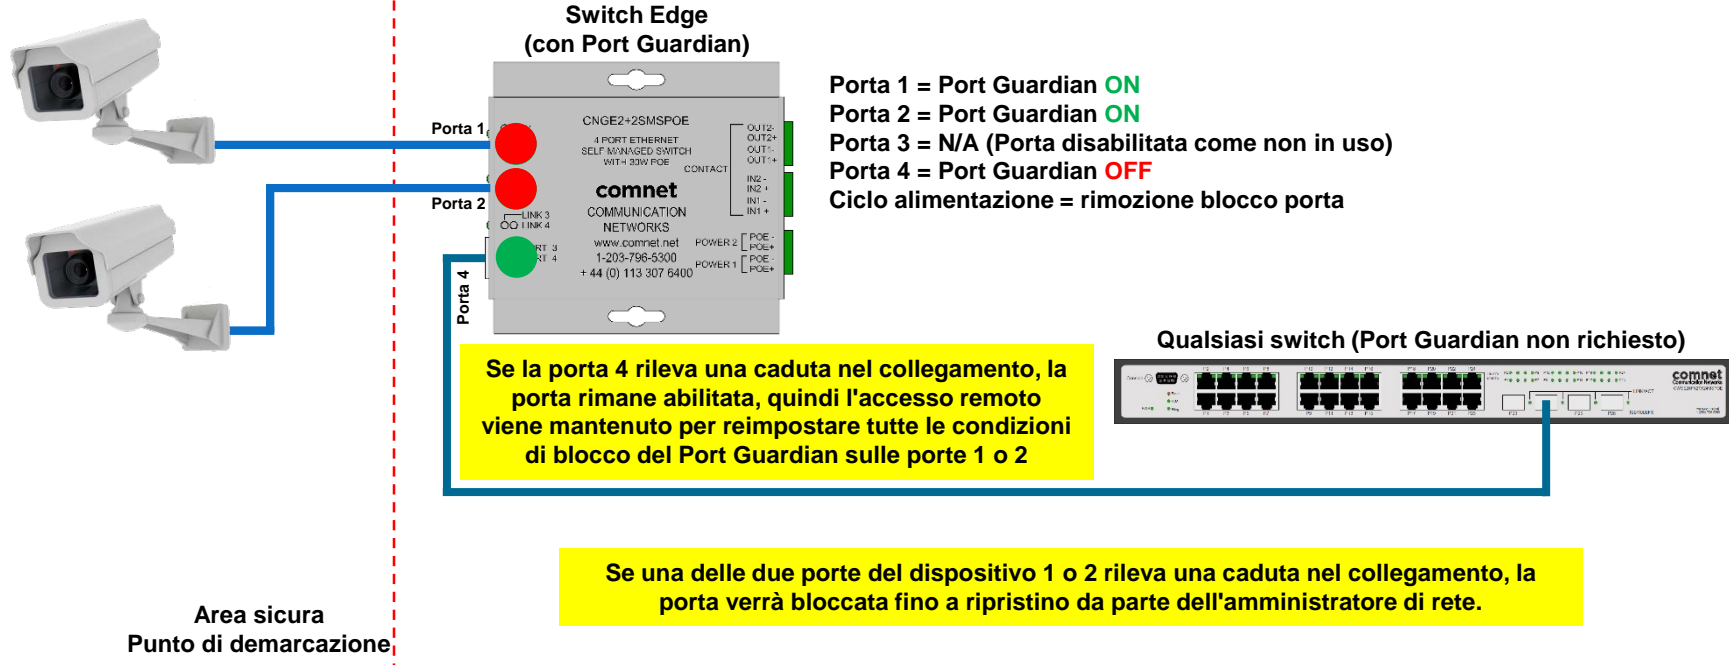 Switch Edge
(con Port Guardian)
Porta 1 = Port Guardian ON
Porta 2 = Port Guardian ON
Porta 3 = N/A (Porta disabilitata come non in uso)
Porta 4 = Port Guardian OFF
Ciclo alimentazione = rimozione blocco porta
Porta 1
Porta 2
Porta 4
CNGE2+2SMSPOE
4 PORT ETHERNET
SELF MANAGED SWITCH
WITH 30W POE
comnet
COMMUNICATION
NETWORKS
www.comnet.net
1-203-796-5300
+ 44 (0) 113 307 6400
LINK 3
LINK 4
RT 3
RT 4
CONTACT
OUT2-
OUT2+
OUT1-
OUT1+
IN2 -
IN2 +
IN1 -
IN1 +
POWER 2
POE -
POE+
POWER 1
POE -
POE+
Qualsiasi switch (Port Guardian non richiesto)
comnet
Communication Networks
CONTACT
Se la porta 4 rileva una caduta nel collegamento, la
porta rimane abilitata, quindi l'accesso remoto
viene mantenuto per reimpostare tutte le condizioni
di blocco del Port Guardian sulle porte 1 o 2
Se una delle due porte del dispositivo 1 o 2 rileva una caduta nel collegamento, la
porta verrà bloccata fino a ripristino da parte dell'amministratore di rete.
Area sicura
Punto di demarcazione